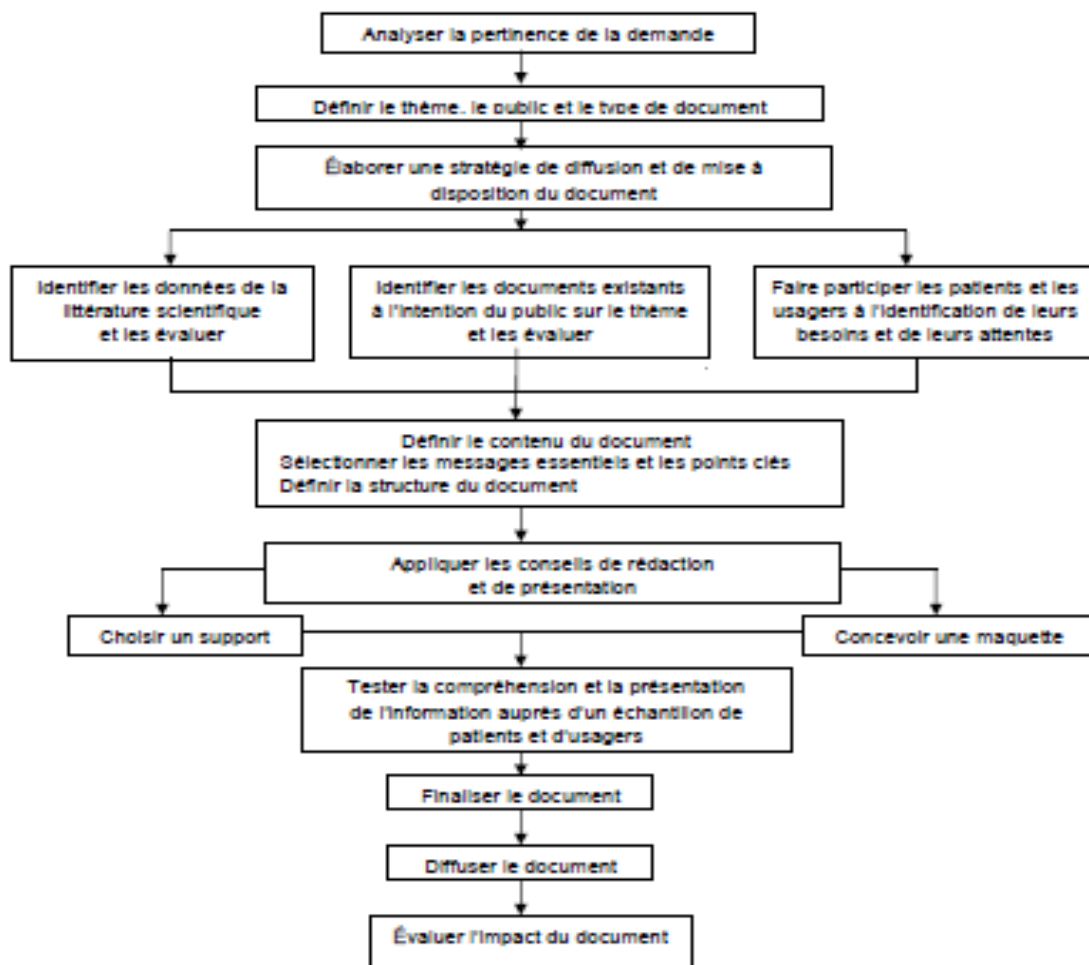 Analyser la pertinence de la demande
Définir le thème, le public et le type de document
Élaborer une stratégie de diffusion et de mise à
disposition du document
Identifier les données de la
littérature scientifique
et les évaluer
Identifier les documents existants
à l'intention du public sur le thème
et les évaluer
Faire participer les patients et les
usagers à l'identification de leurs
besoins et de leurs attentes
Définir le contenu du document
Sélectionner les messages essentiels et les points clés
Définir la structure du document
Appliquer les conseils de rédaction
et de présentation
Choisir un support
Concevoir une maquette
Tester la compréhension et la présentation
de l'information auprès d'un échantillon de
patients et d'usagers
Finaliser le document
Diffuser le document
Évaluer l'impact du document